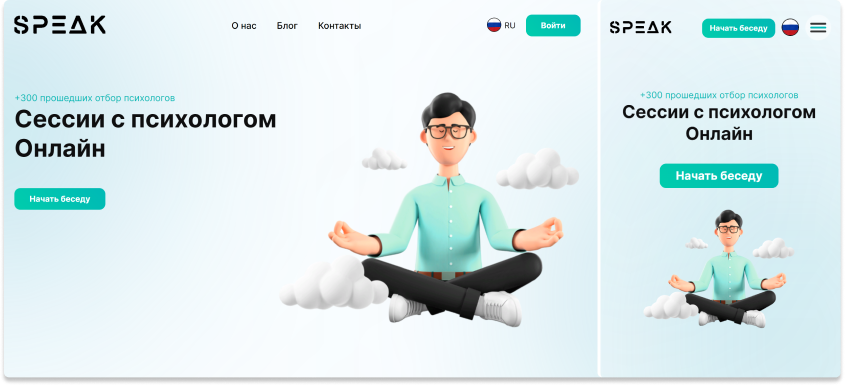 SPEAK
О нас Блог Контакты
RU
Войти
+300 прошедших отбор психологов
Сессии с психологом
Онлайн
Начать беседу
SPEAK
Начать беседу
+300 прошедших отбор психологов
Сессии с психологом
Онлайн
Начать беседу